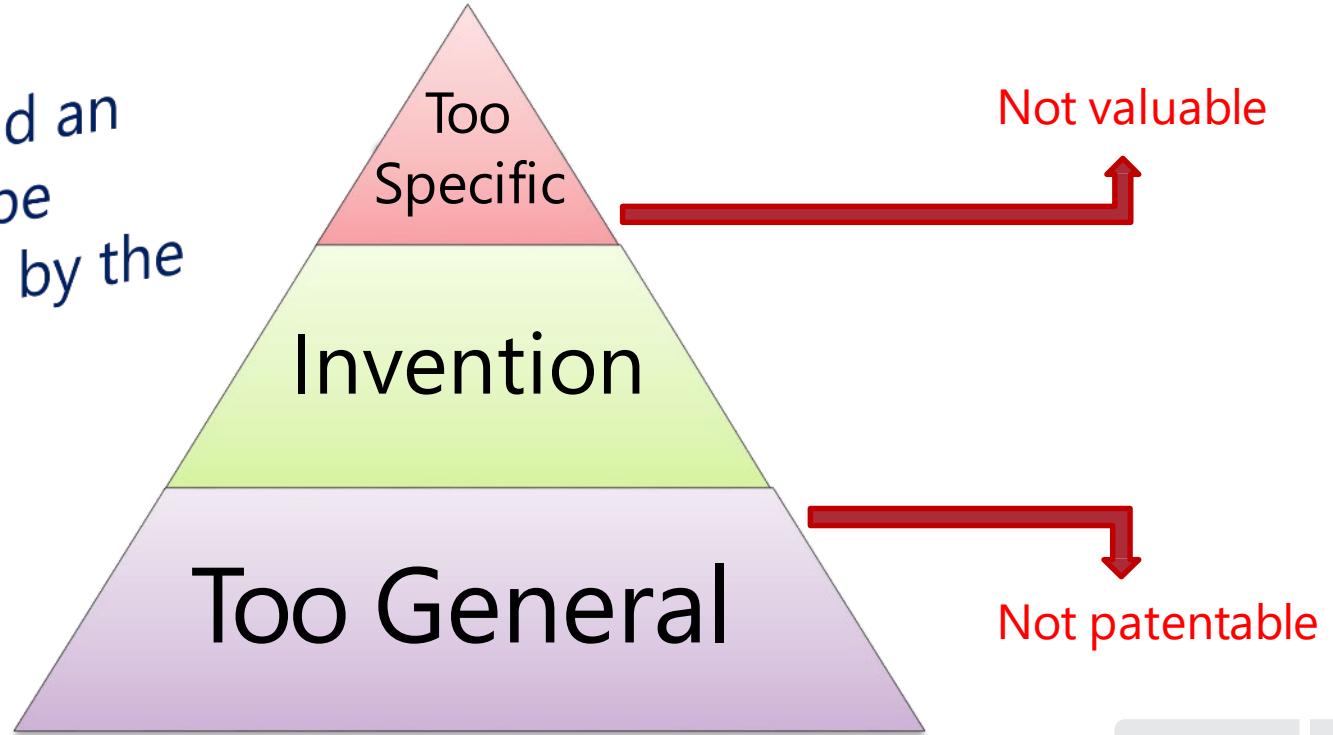 d an
be
by the
Too
Specific
Not valuable
Invention
Too General
Not patentable